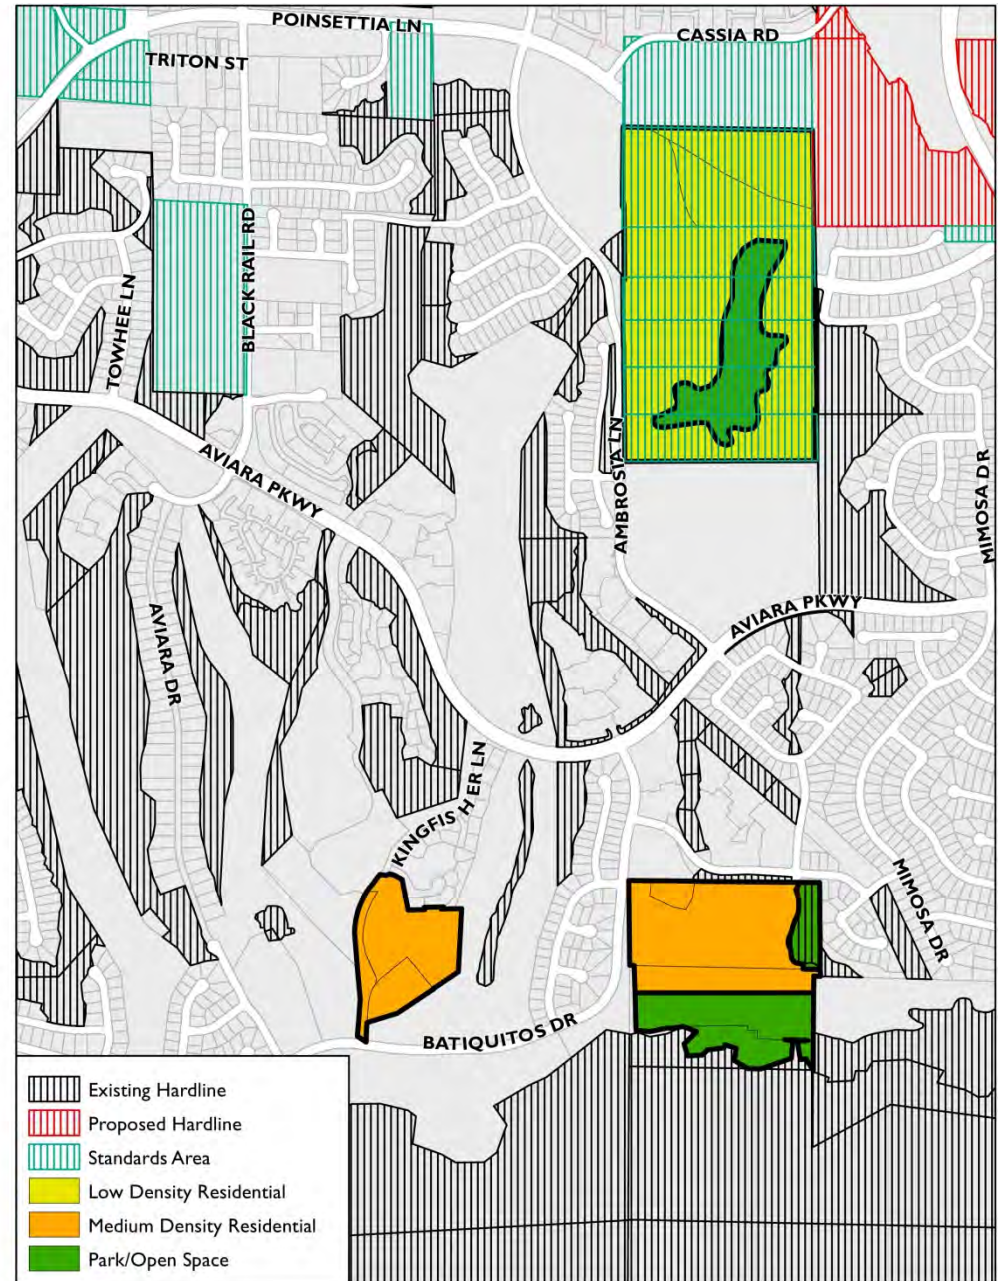 POINSETTIA LN
CASSIA RD
TRITON ST
BLACK RAIL RD
TOWHEE LN
AVIARA PKWY
AMBROSIA LN
MIMOSA DR
AVIARA PKWY
AVIARA DR
KINGFIS H ER LN
MIMOSA DR
BATIQUITOS DR
Existing Hardline
Proposed Hardline
Standards Area
Low Density Residential
Medium Density Residential
Park/Open Space